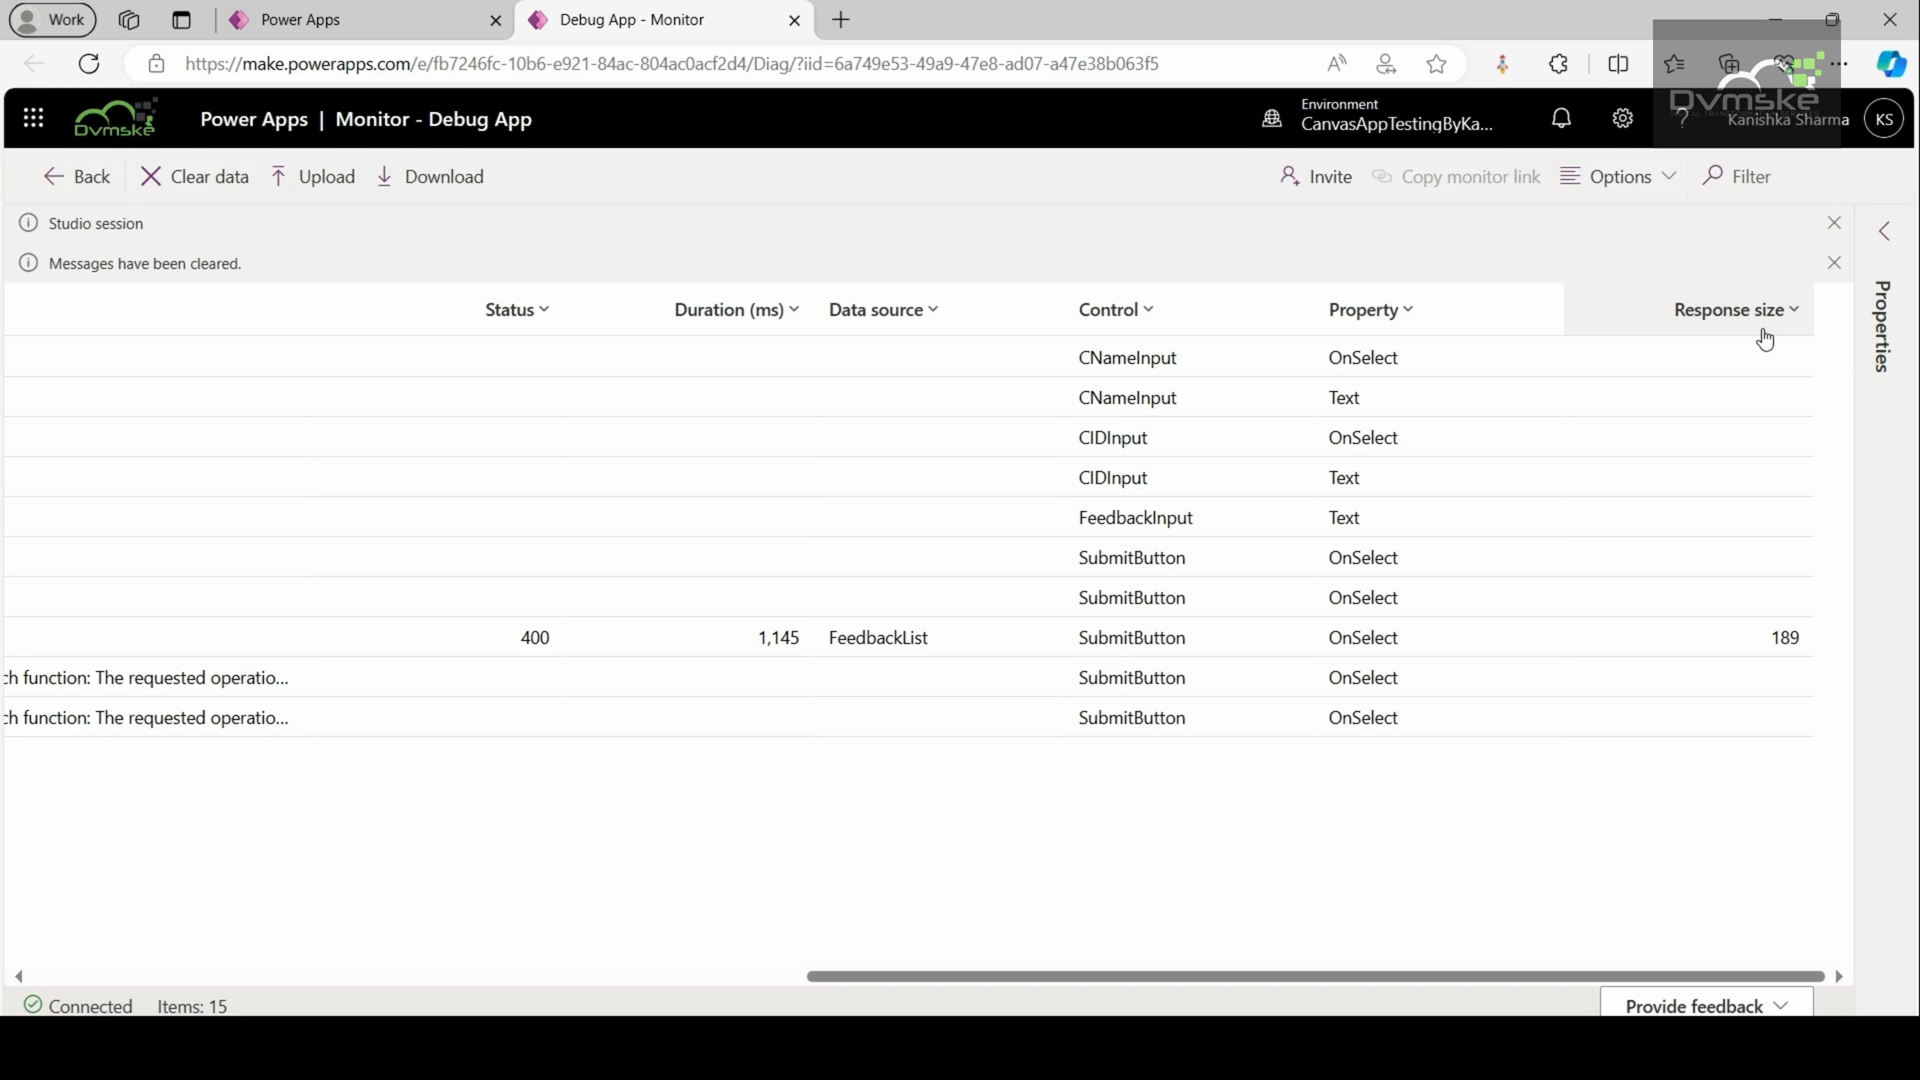 Work
Power Apps
Debug App - Monitor
https://make.powerapps.com/e/fb7246fc-10b6-e921-84ac-804ac0acf2d4/Diag/?iid=6a749e53-49a9-47e8-ad07-a47e38b063f5
Dvmske
Dvmske
Power Apps | Monitor - Debug App
Environment
CanvasAppTestingByKa...
?
Kanishka Sharma
KS
Back
Clear data
Upload
Download
Invite
Copy monitor link
Options
Filter
Studio session
Messages have been cleared.
Properties
Status Duration (ms) Data source Control Property Response size
CNameInput OnSelect
CNameInput Text
CIDInput OnSelect
CIDInput Text
FeedbackInput Text
SubmitButton OnSelect
SubmitButton OnSelect
400 1,145 FeedbackList SubmitButton OnSelect 189
ch function: The requested operatio... SubmitButton OnSelect
ch function: The requested operatio... SubmitButton OnSelect
Connected Items: 15
Provide feedback